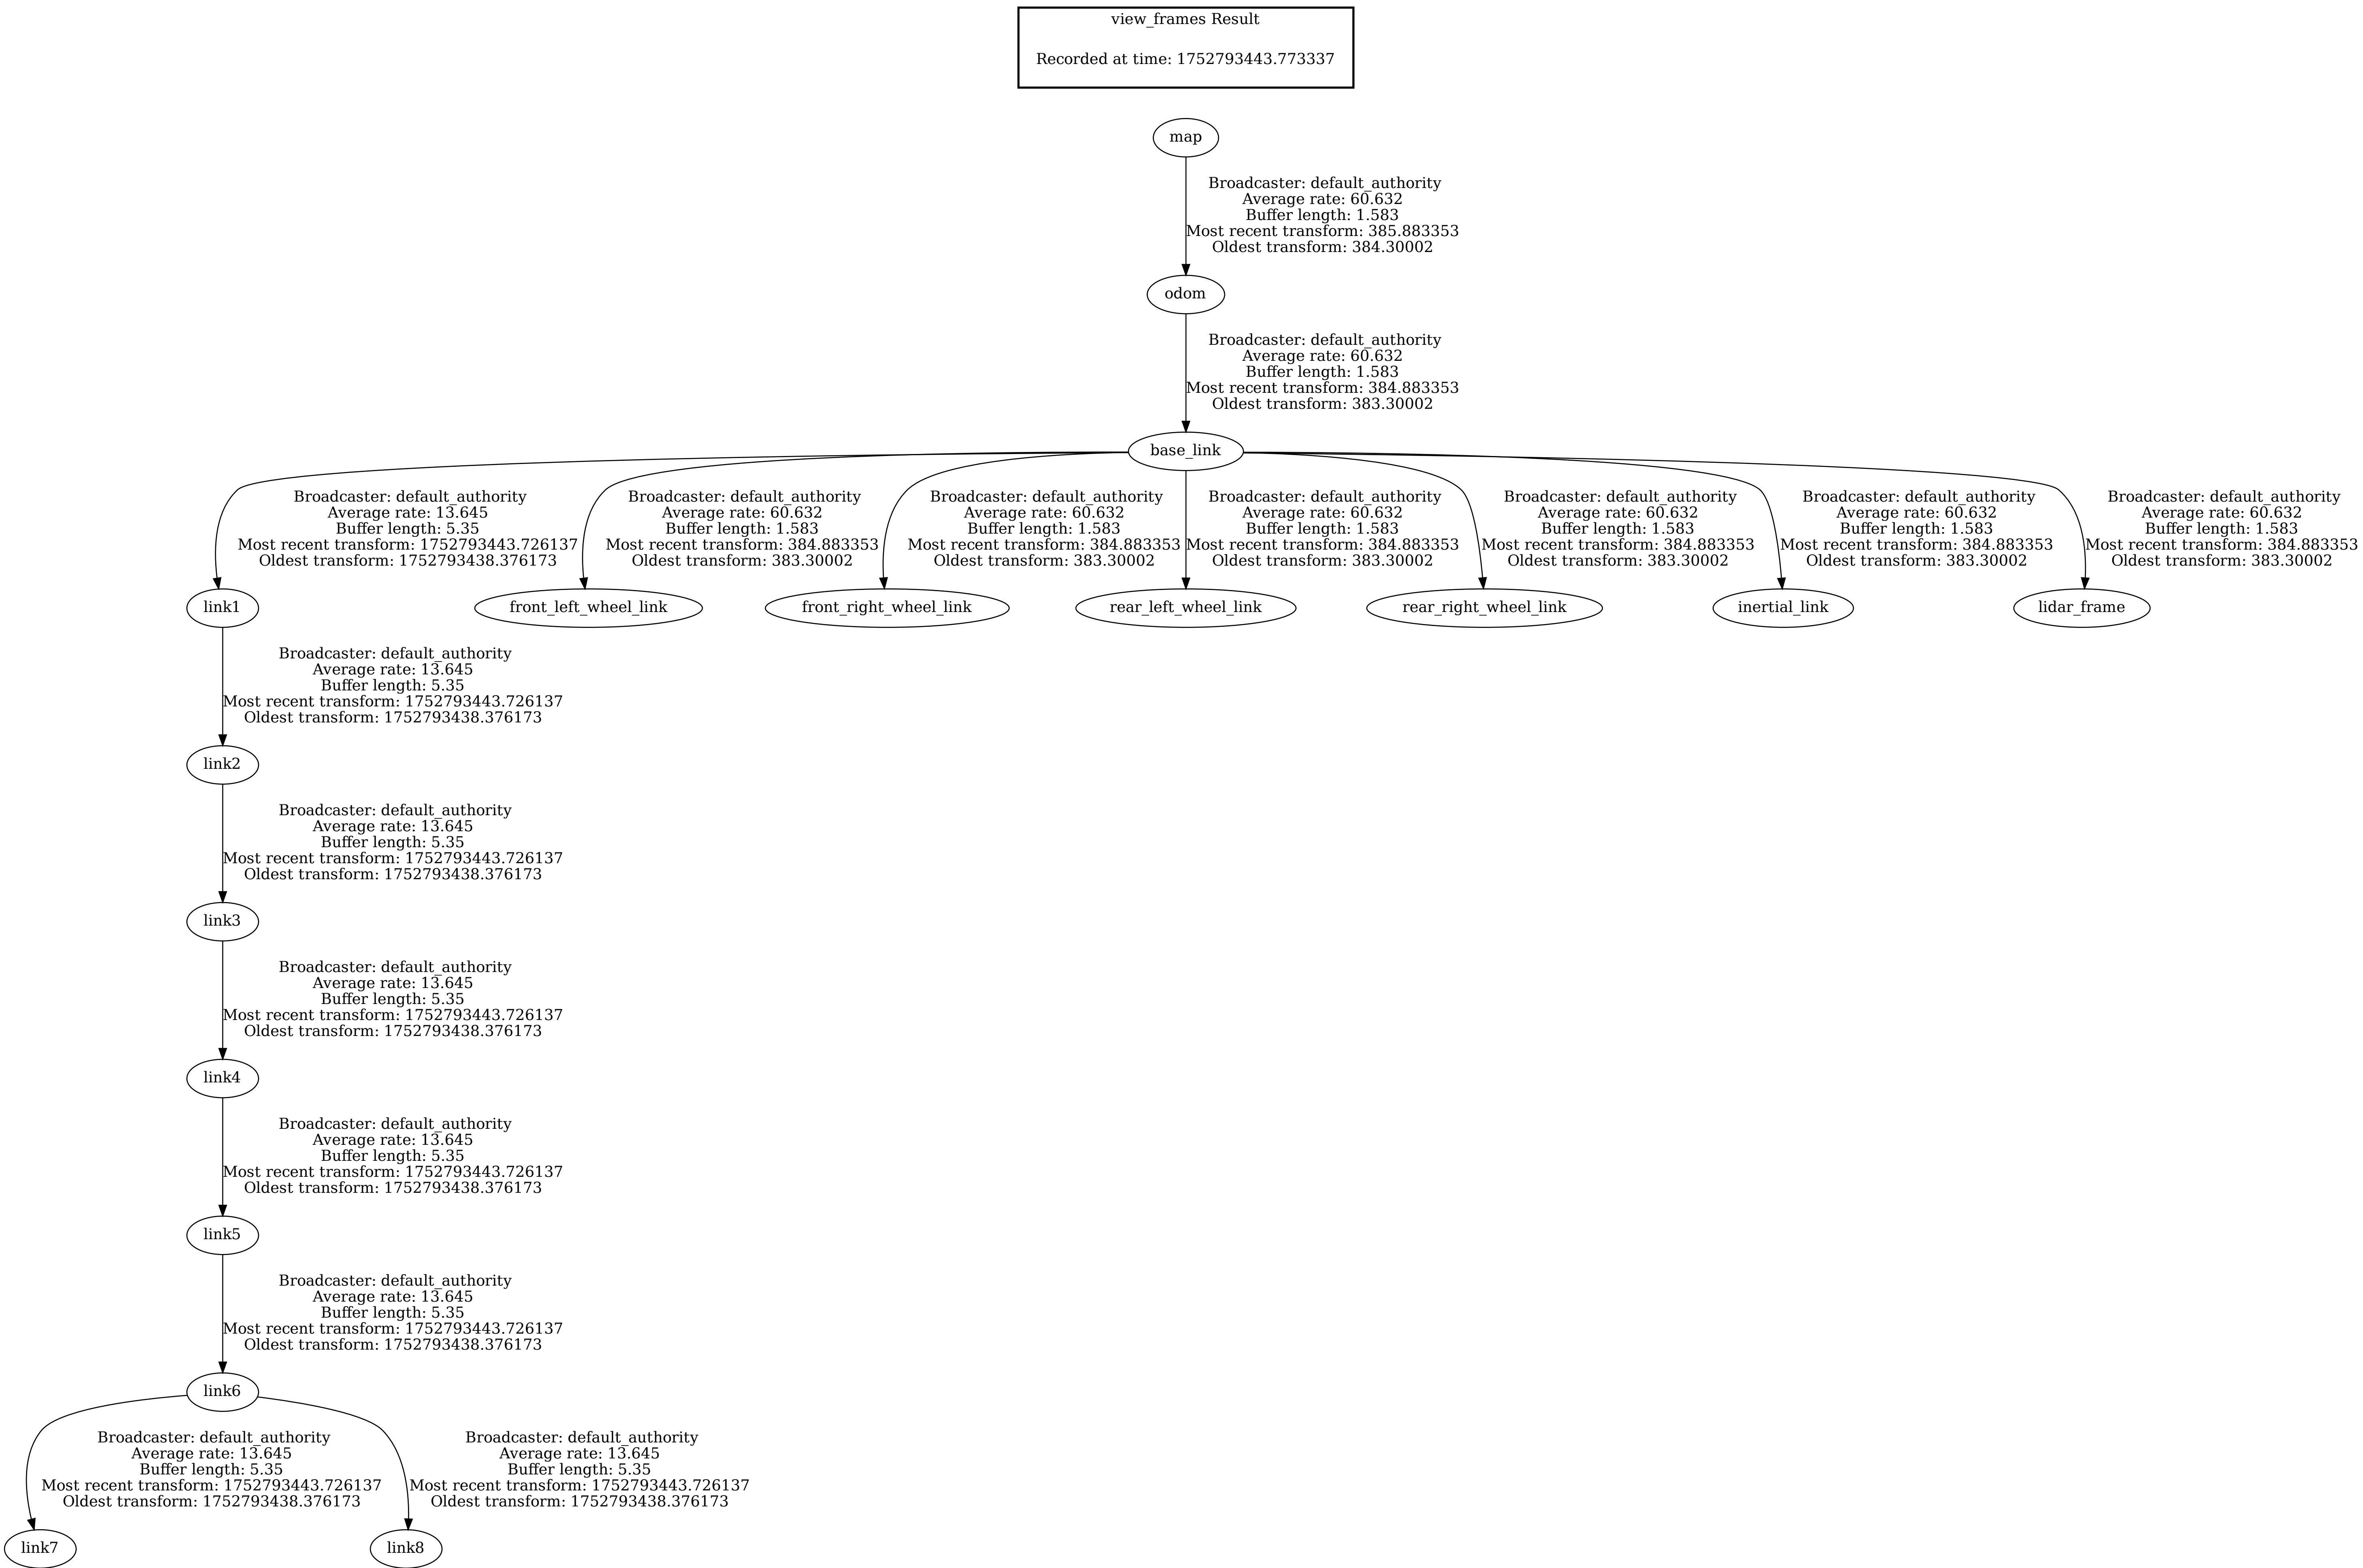 view_frames Result
Recorded at time: 1752793443.773337
map
Broadcaster: default_authority
Average rate: 60.632
Buffer length: 1.583
Most recent transform: 385.883353
Oldest transform: 384.30002
odom
Broadcaster: default_authority
Average rate: 60.632
Buffer length: 1.583
Most recent transform: 384.883353
Oldest transform: 383.30002
base_link
Broadcaster: default_authority
Average rate: 13.645
Buffer length: 5.35
Most recent transform: 1752793443.726137
Oldest transform: 1752793438.376173
Broadcaster: default_authority
Average rate: 60.632
Buffer length: 1.583
Most recent transform: 384.883353
Oldest transform: 383.30002
Broadcaster: default_authority
Average rate: 60.632
Buffer length: 1.583
Most recent transform: 384.883353
Oldest transform: 383.30002
Broadcaster: default_authority
Average rate: 60.632
Buffer length: 1.583
Most recent transform: 384.883353
Oldest transform: 383.30002
Broadcaster: default_authority
Average rate: 60.632
Buffer length: 1.583
Most recent transform: 384.883353
Oldest transform: 383.30002
Broadcaster: default_authority
Average rate: 60.632
Buffer length: 1.583
Most recent transform: 384.883353
Oldest transform: 383.30002
Broadcaster: default_authority
Average rate: 60.632
Buffer length: 1.583
Most recent transform: 384.883353
Oldest transform: 383.30002
link1
front_left_wheel_link
front_right_wheel_link
rear_left_wheel_link
rear_right_wheel_link
inertial_link
lidar_frame
Broadcaster: default_authority
Average rate: 13.645
Buffer length: 5.35
Most recent transform: 1752793443.726137
Oldest transform: 1752793438.376173
link2
Broadcaster: default_authority
Average rate: 13.645
Buffer length: 5.35
Most recent transform: 1752793443.726137
Oldest transform: 1752793438.376173
link3
Broadcaster: default_authority
Average rate: 13.645
Buffer length: 5.35
Most recent transform: 1752793443.726137
Oldest transform: 1752793438.376173
link4
Broadcaster: default_authority
Average rate: 13.645
Buffer length: 5.35
Most recent transform: 1752793443.726137
Oldest transform: 1752793438.376173
link5
Broadcaster: default_authority
Average rate: 13.645
Buffer length: 5.35
Most recent transform: 1752793443.726137
Oldest transform: 1752793438.376173
link6
Broadcaster: default_authority
Average rate: 13.645
Buffer length: 5.35
Most recent transform: 1752793443.726137
Oldest transform: 1752793438.376173
Broadcaster: default_authority
Average rate: 13.645
Buffer length: 5.35
Most recent transform: 1752793443.726137
Oldest transform: 1752793438.376173
link7
link8